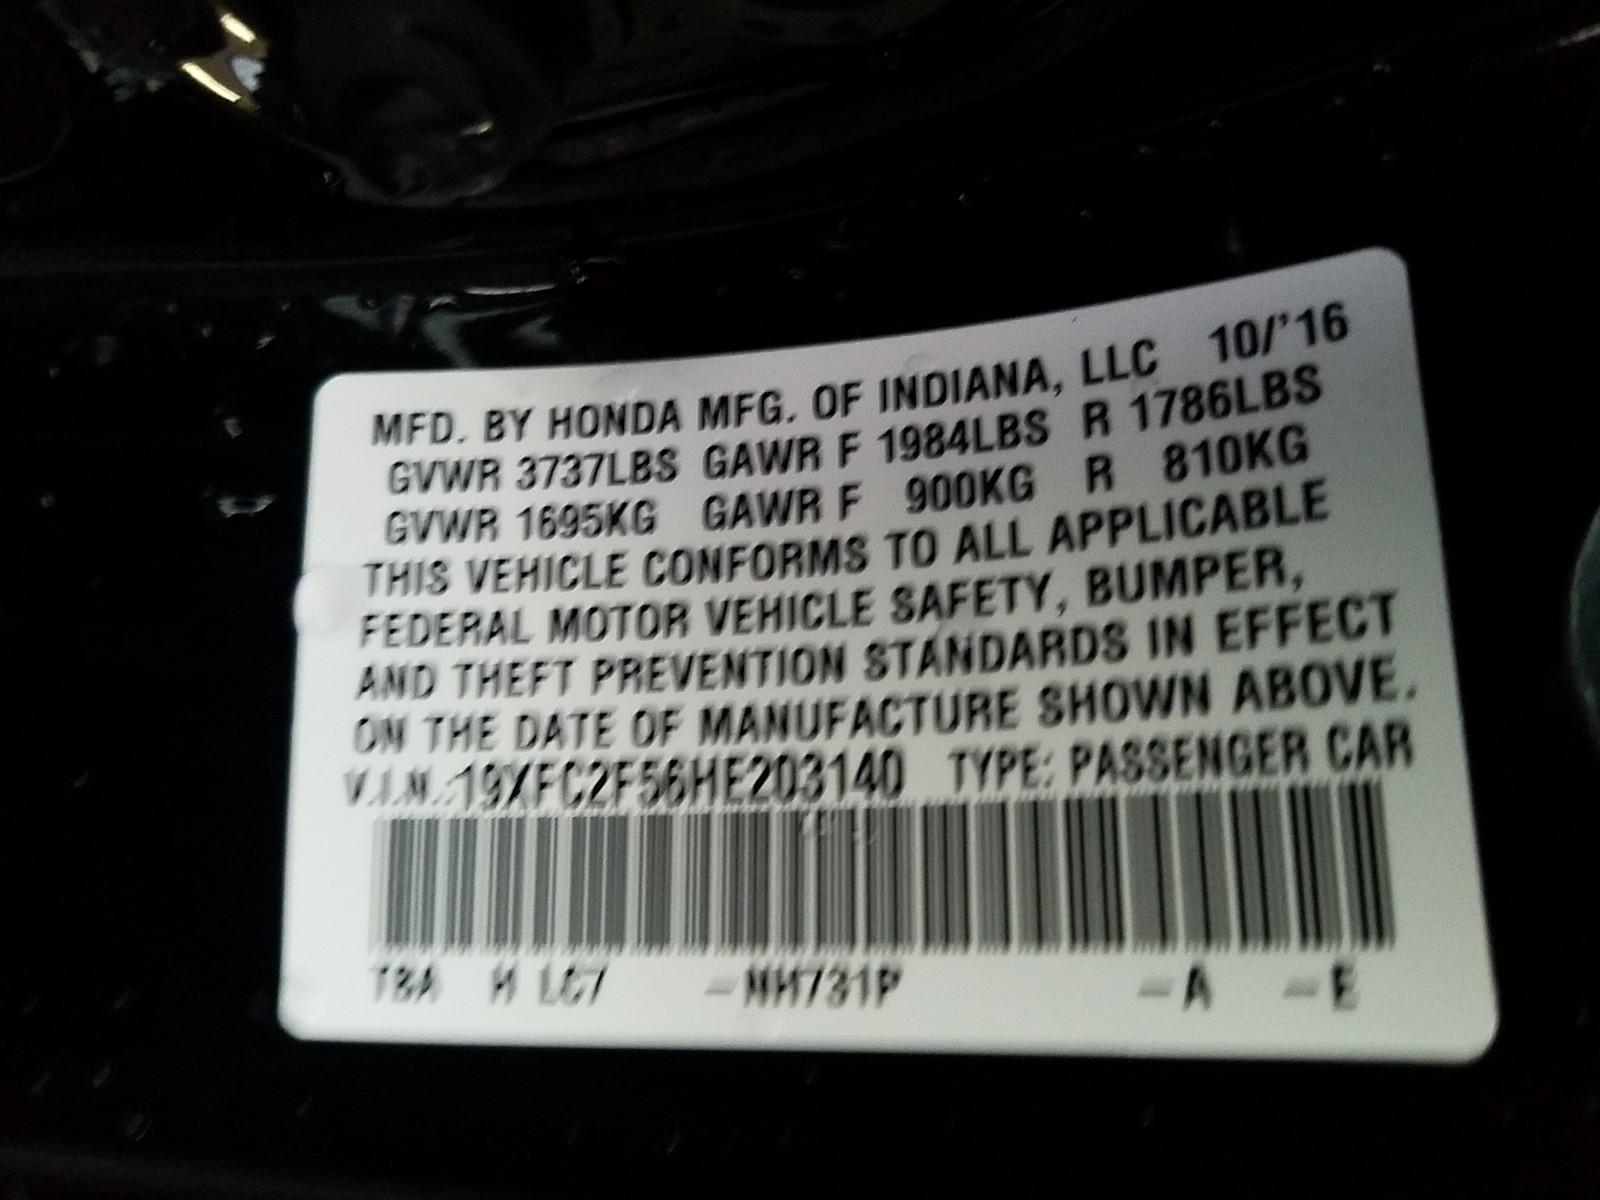 MFD. BY HONDA MFG. OF INDIANA, LLC 10/'16
GVWR 3737LBS GAWR F 1984LBS R 1786LBS
GVWR 1695KG GAWR F 900KG R 810KG
THIS VEHICLE CONFORMS TO ALL APPLICABLE
FEDERAL MOTOR VEHICLE SAFETY, BUMPER,
AND THEFT PREVENTION STANDARDS IN EFFECT
ON THE DATE OF MANUFACTURE SHOWN ABOVE.
V.I.N.:19XFC2F56HE203140 TYPE: PASSENGER CAR
TBA LC7 -NH731P -A -E